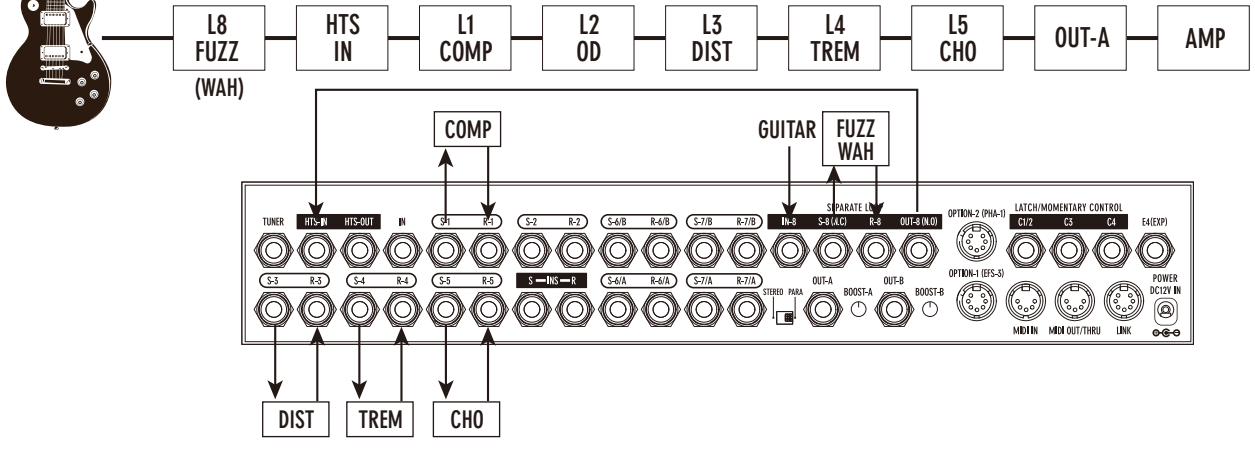 L8 FUZZ
HTS IN
L1 COMP
L2 OD
L3 DIST
L4 TREM
L5 CHO
OUT-A
AMP
(WAH)
COMP
GUITAR
FUZZ WAH
SEPARATE LO
OPTION-2 (PHA-1)
LATCH/MOMENTARY CONTROL
TUNER
HTS-IN
HTS-OUT
IN
S-1
R-1
S-2
R-2
S-6/B
R-6/B
S-7/B
R-7/B
IN-8
S-8 (N.C)
R-8
OUT-8 (N.O)
C1/2
C3
C4
E4(EXP)
S-3
R-3
S-4
R-4
S-5
R-5
S—INS—R
S-6/A
R-6/A
S-7/A
R-7/A
STEREO PARA
OUT-A
BOOST-A
OUT-B
BOOST-B
OPTION-1 (EFS-3)
POWER
DC12V IN
MIDI IN
MIDI OUT/THRU
LINK
DIST
TREM
CHO